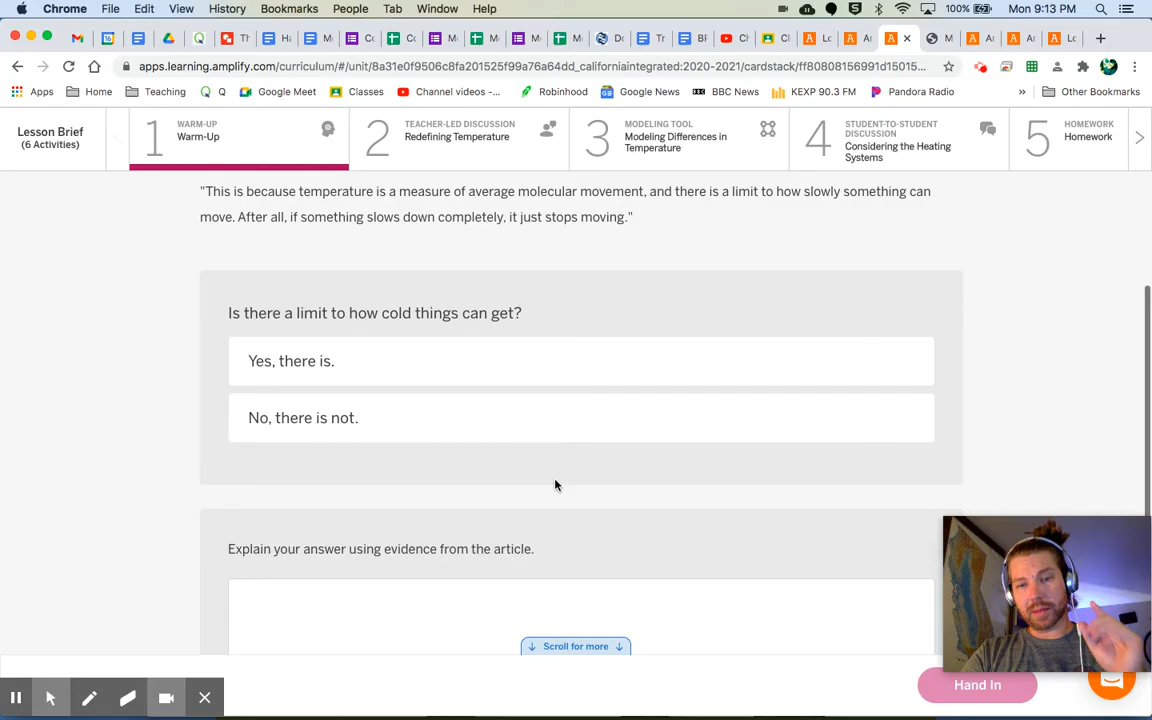 Chrome File Edit View History Bookmarks People Tab Window Help 100% Mon 9:13 PM
apps.learning.amplify.com/curriculum/#/unit/8a31e0f9506c8fa201525f99a76a64dd_californiaintegrated:2020-2021/cardstack/ff80808156991d15015...
Apps Home Teaching Q Google Meet Classes Channel videos -... Robinhood Google News BBC News KEXP 90.3 FM Pandora Radio » Other Bookmarks
Lesson Brief
(6 Activities)
1 WARM-UP
Warm-Up
2 TEACHER-LED DISCUSSION
Redefining Temperature
3 MODELING TOOL
Modeling Differences in
Temperature
4 STUDENT-TO-STUDENT
DISCUSSION
Considering the Heating
Systems
5 HOMEWORK
Homework
"This is because temperature is a measure of average molecular movement, and there is a limit to how slowly something can
move. After all, if something slows down completely, it just stops moving."
Is there a limit to how cold things can get?
Yes, there is.
No, there is not.
Explain your answer using evidence from the article.
↓ Scroll for more ↓
Hand In